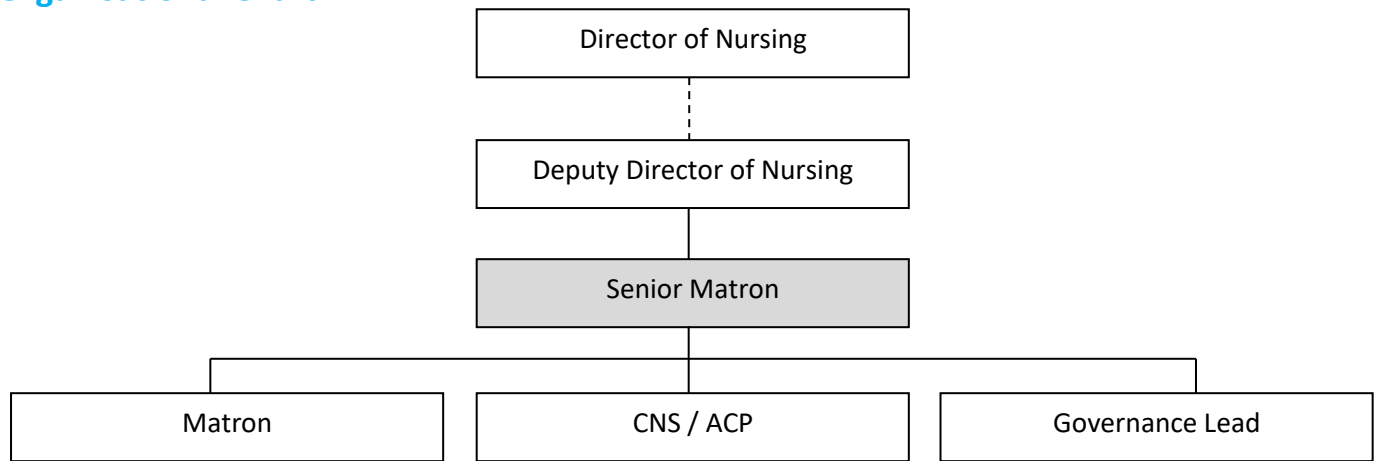 Director of Nursing
Deputy Director of Nursing
Senior Matron
Matron
CNS / ACP
Governance Lead